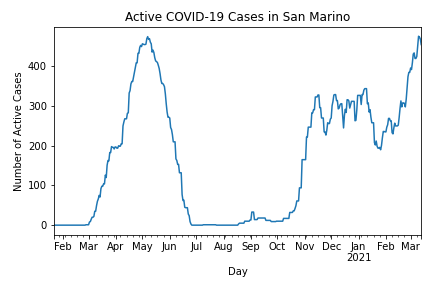 Active COVID-19 Cases in San Marino
Number of Active Cases
400
300
200
100
0
Feb Mar Apr May Jun Jul Aug Sep Oct Nov Dec Jan Feb Mar
2021
Day